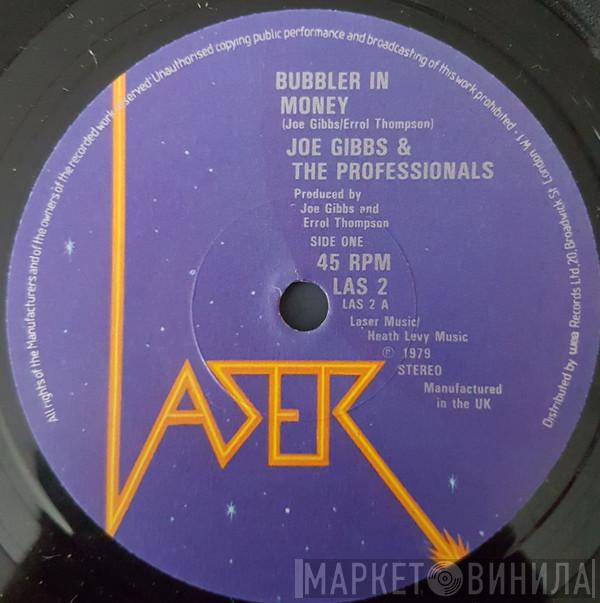 All rights of the Manufacturers and of the owners of the recorded work reserved Unauthorised copying public performance and broadcasting of this work prohibited
BUBBLER IN
MONEY
(Joe Gibbs/Errol Thompson)
JOE GIBBS &
THE PROFESSIONALS
Produced by
Joe Gibbs and
Errol Thompson
SIDE ONE
45 RPM
LAS 2
LAS 2 A
Laser Music/
Heath Levy Music
℗ 1979
STEREO
Manufactured
in the UK
Distributed by wea Records Ltd, 20, Broadwick St London W1
LASER
МАРКЕТ ВИНИЛА